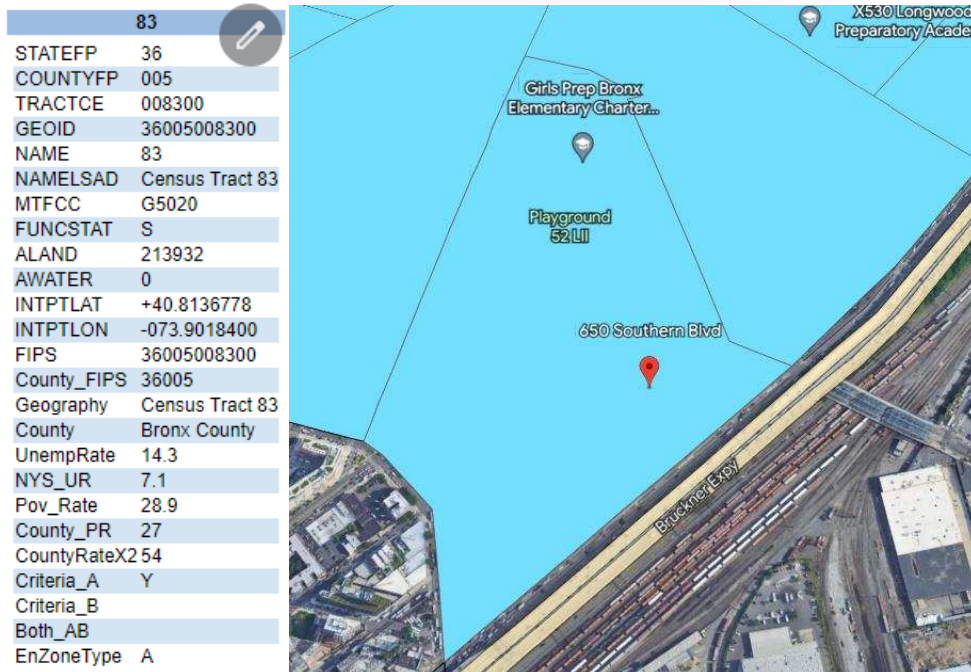 83
STATEFP 36
COUNTYFP 005
TRACTCE 008300
GEOID 36005008300
NAME 83
NAMELSAD Census Tract 83
MTFCC G5020
FUNCSTAT S
ALAND 213932
AWATER 0
INTPTLAT +40.8136778
INTPTLON -073.9018400
FIPS 36005008300
County_FIPS 36005
Geography Census Tract 83
County Bronx County
UnempRate 14.3
NYS_UR 7.1
Pov_Rate 28.9
County_PR 27
CountyRateX2 54
Criteria_A Y
Criteria_B
Both_AB
EnZoneType A
X530 Longwood
Preparatory Acade
Girls Prep Bronx
Elementary Charter...
Playground
52 LII
650 Southern Blvd
Bruckner Expy